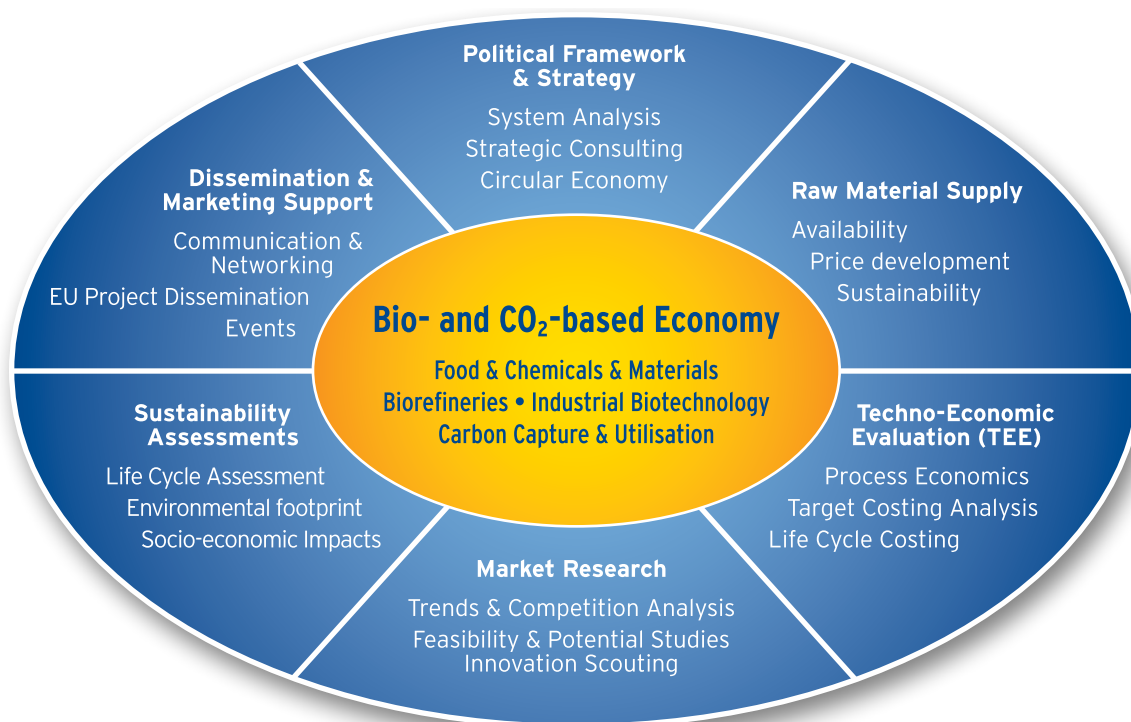 Political Framework
& Strategy
System Analysis
Strategic Consulting
Circular Economy
Raw Material Supply
Availability
Price development
Sustainability
Techno-Economic
Evaluation (TEE)
Process Economics
Target Costing Analysis
Life Cycle Costing
Market Research
Trends & Competition Analysis
Feasibility & Potential Studies
Innovation Scouting
Sustainability
Assessments
Life Cycle Assessment
Environmental footprint
Socio-economic Impacts
Dissemination &
Marketing Support
Communication &
Networking
EU Project Dissemination
Events
Bio- and CO₂-based Economy
Food & Chemicals & Materials
Biorefineries • Industrial Biotechnology
Carbon Capture & Utilisation